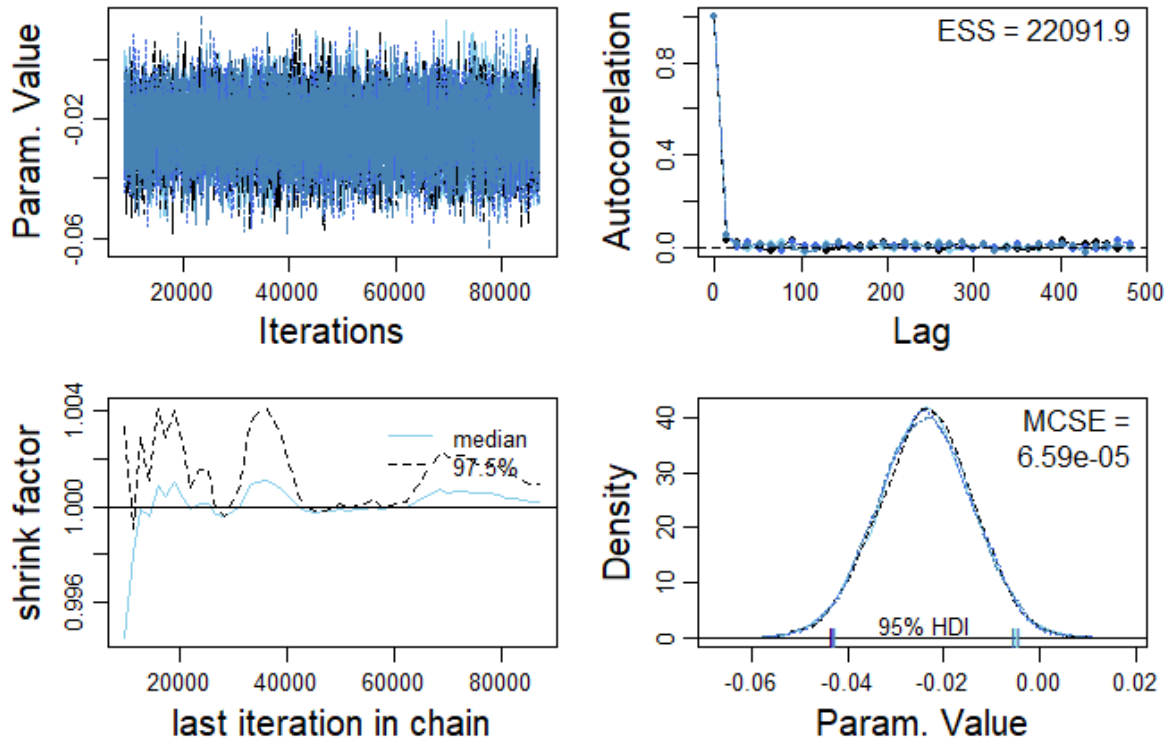 Param. Value
-0.02
-0.06
20000 40000 60000 80000
Iterations
Autocorrelation
0.8
0.4
0.0
ESS = 22091.9
0 100 200 300 400 500
Lag
shrink factor
1.004
1.000
0.996
median
97.5%
20000 40000 60000 80000
last iteration in chain
Density
40
30
20
10
0
MCSE =
6.59e-05
95% HDI
-0.06 -0.04 -0.02 0.00 0.02
Param. Value